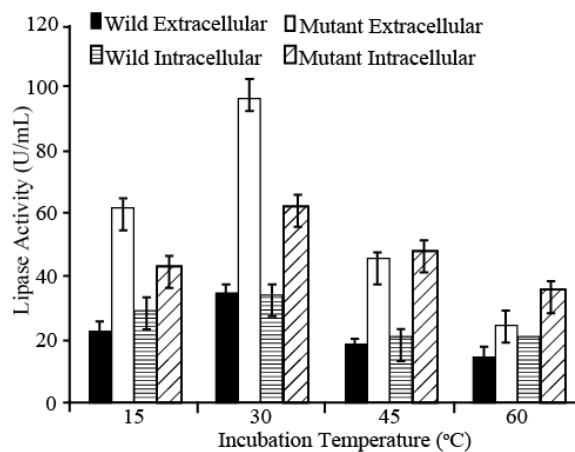 120
Wild Extracellular
Mutant Extracellular
Wild Intracellular
Mutant Intracellular
100
80
60
40
20
0
Lipase Activity (U/mL)
15 30 45 60
Incubation Temperature (°C)